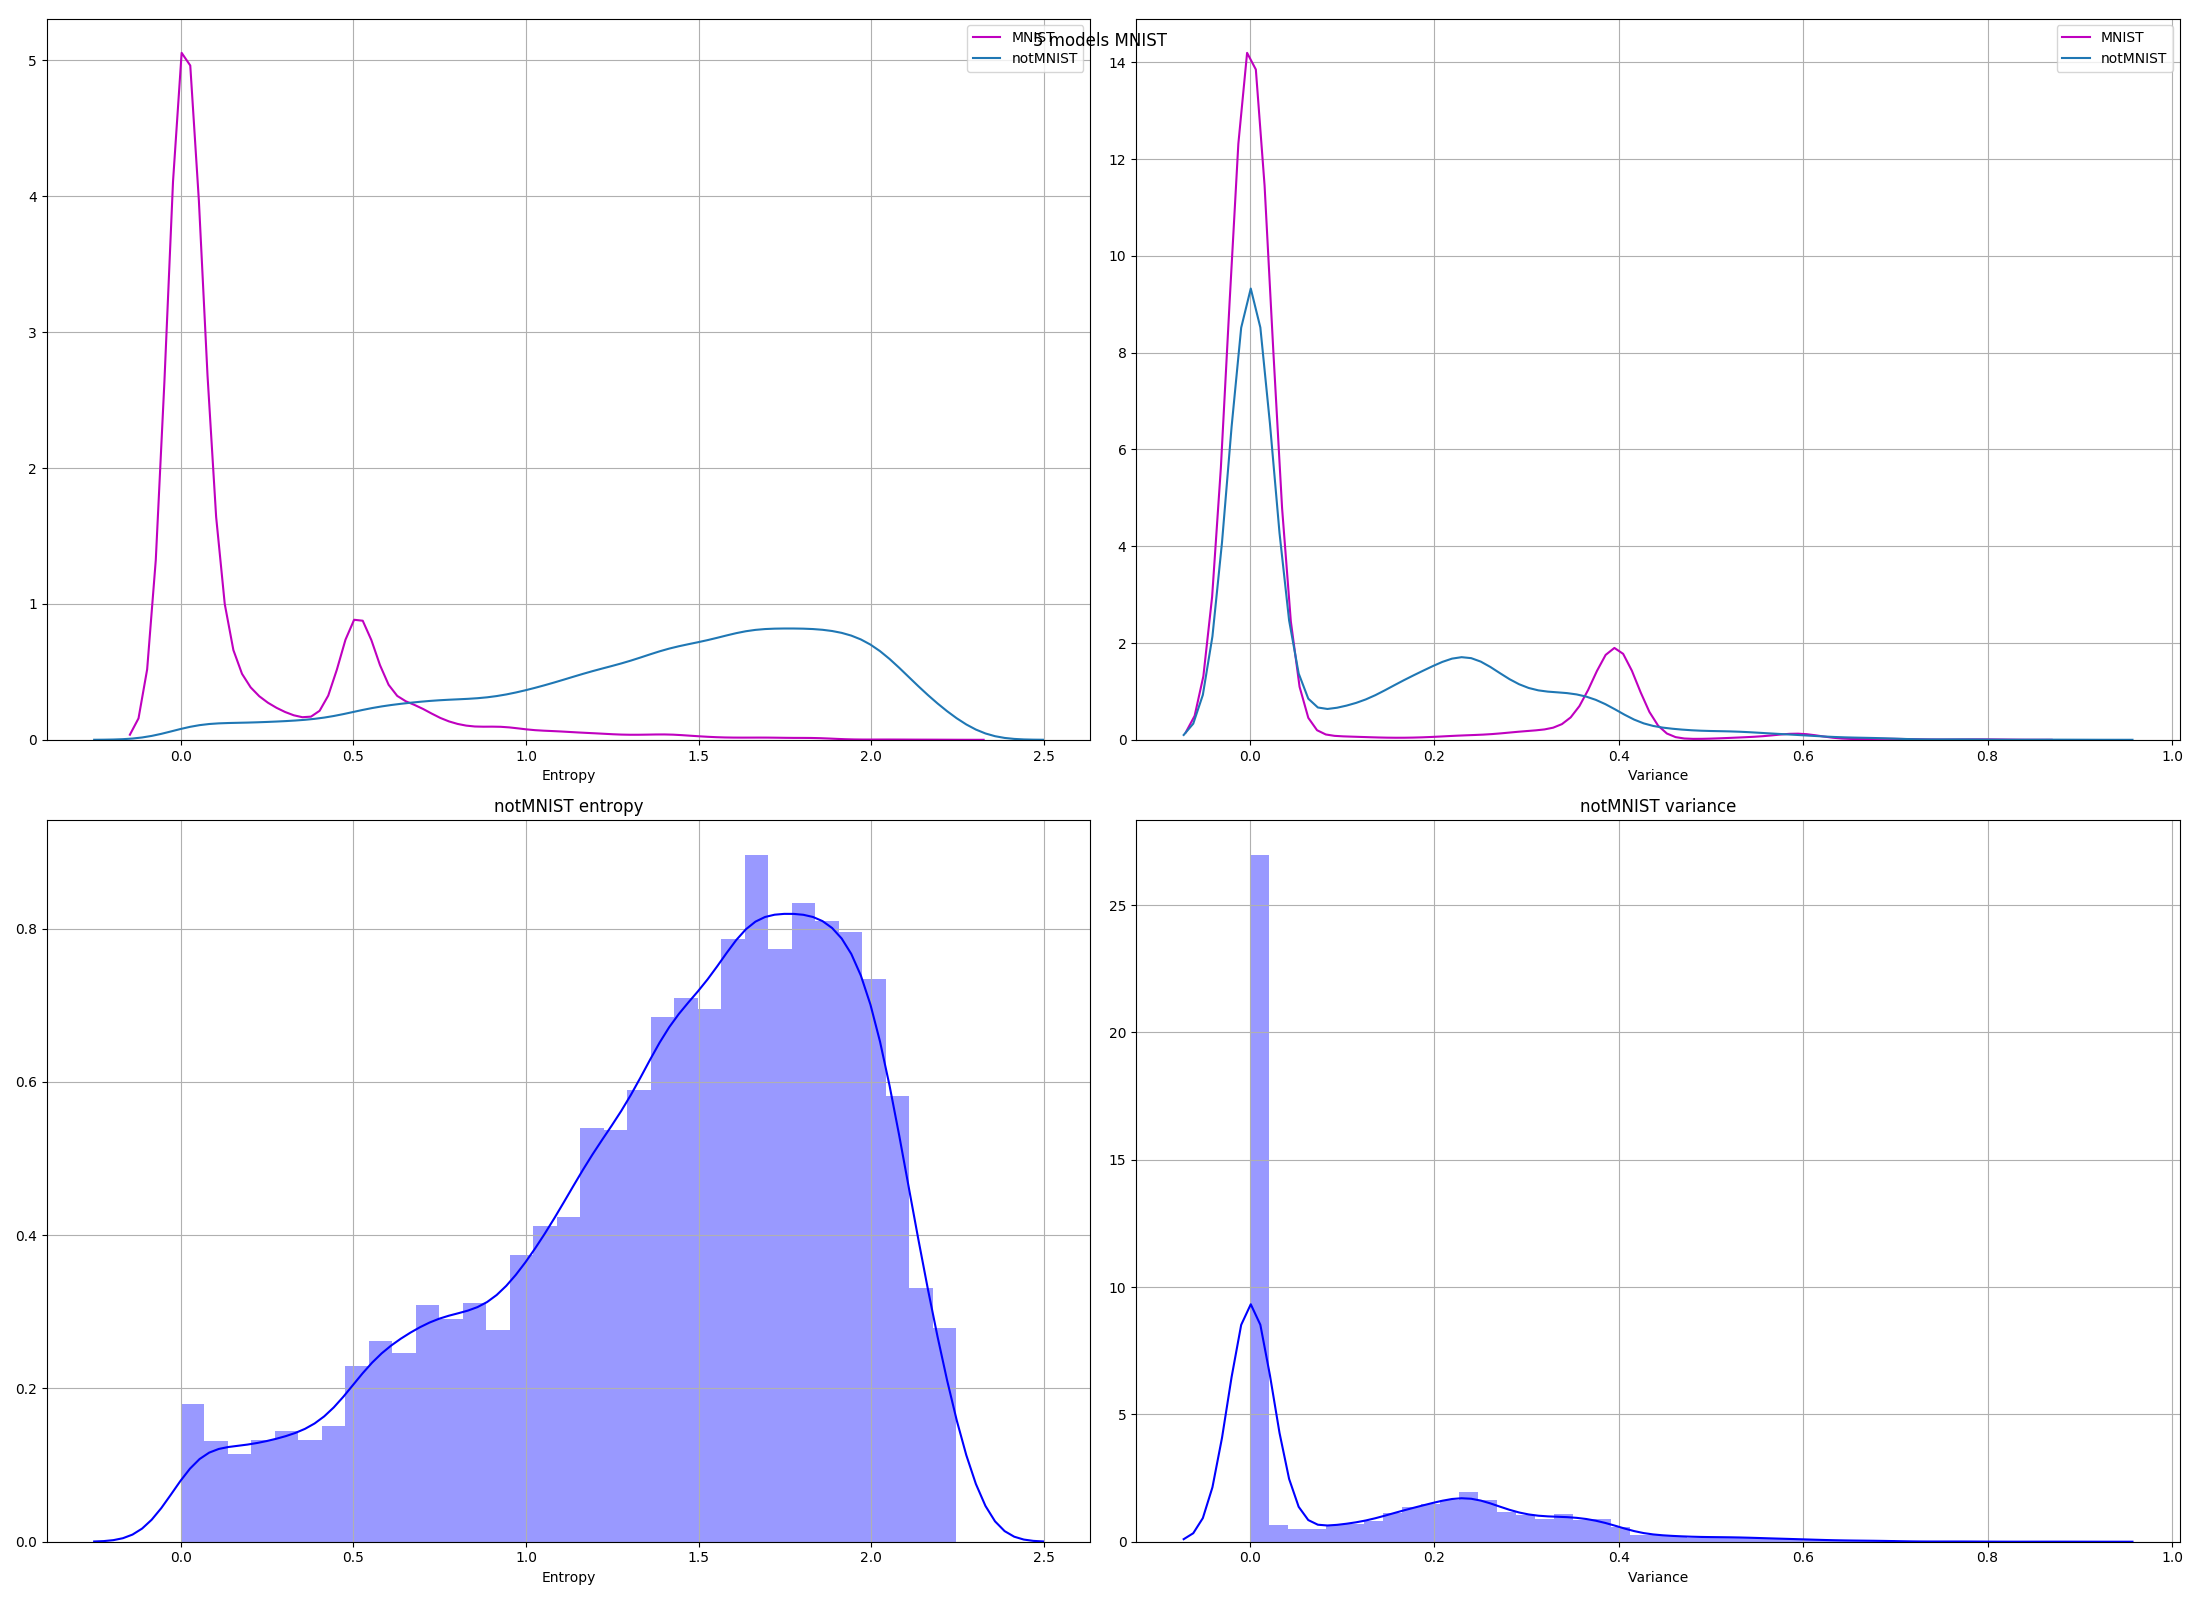 5 models MNIST
MNIST
notMNIST
5
4
3
2
1
0
0.0 0.5 1.0 1.5 2.0 2.5
Entropy
MNIST
notMNIST
14
12
10
8
6
4
2
0
0.0 0.2 0.4 0.6 0.8 1.0
Variance
notMNIST entropy
0.8
0.6
0.4
0.2
0.0
0.0 0.5 1.0 1.5 2.0 2.5
Entropy
notMNIST variance
25
20
15
10
5
0
0.0 0.2 0.4 0.6 0.8 1.0
Variance